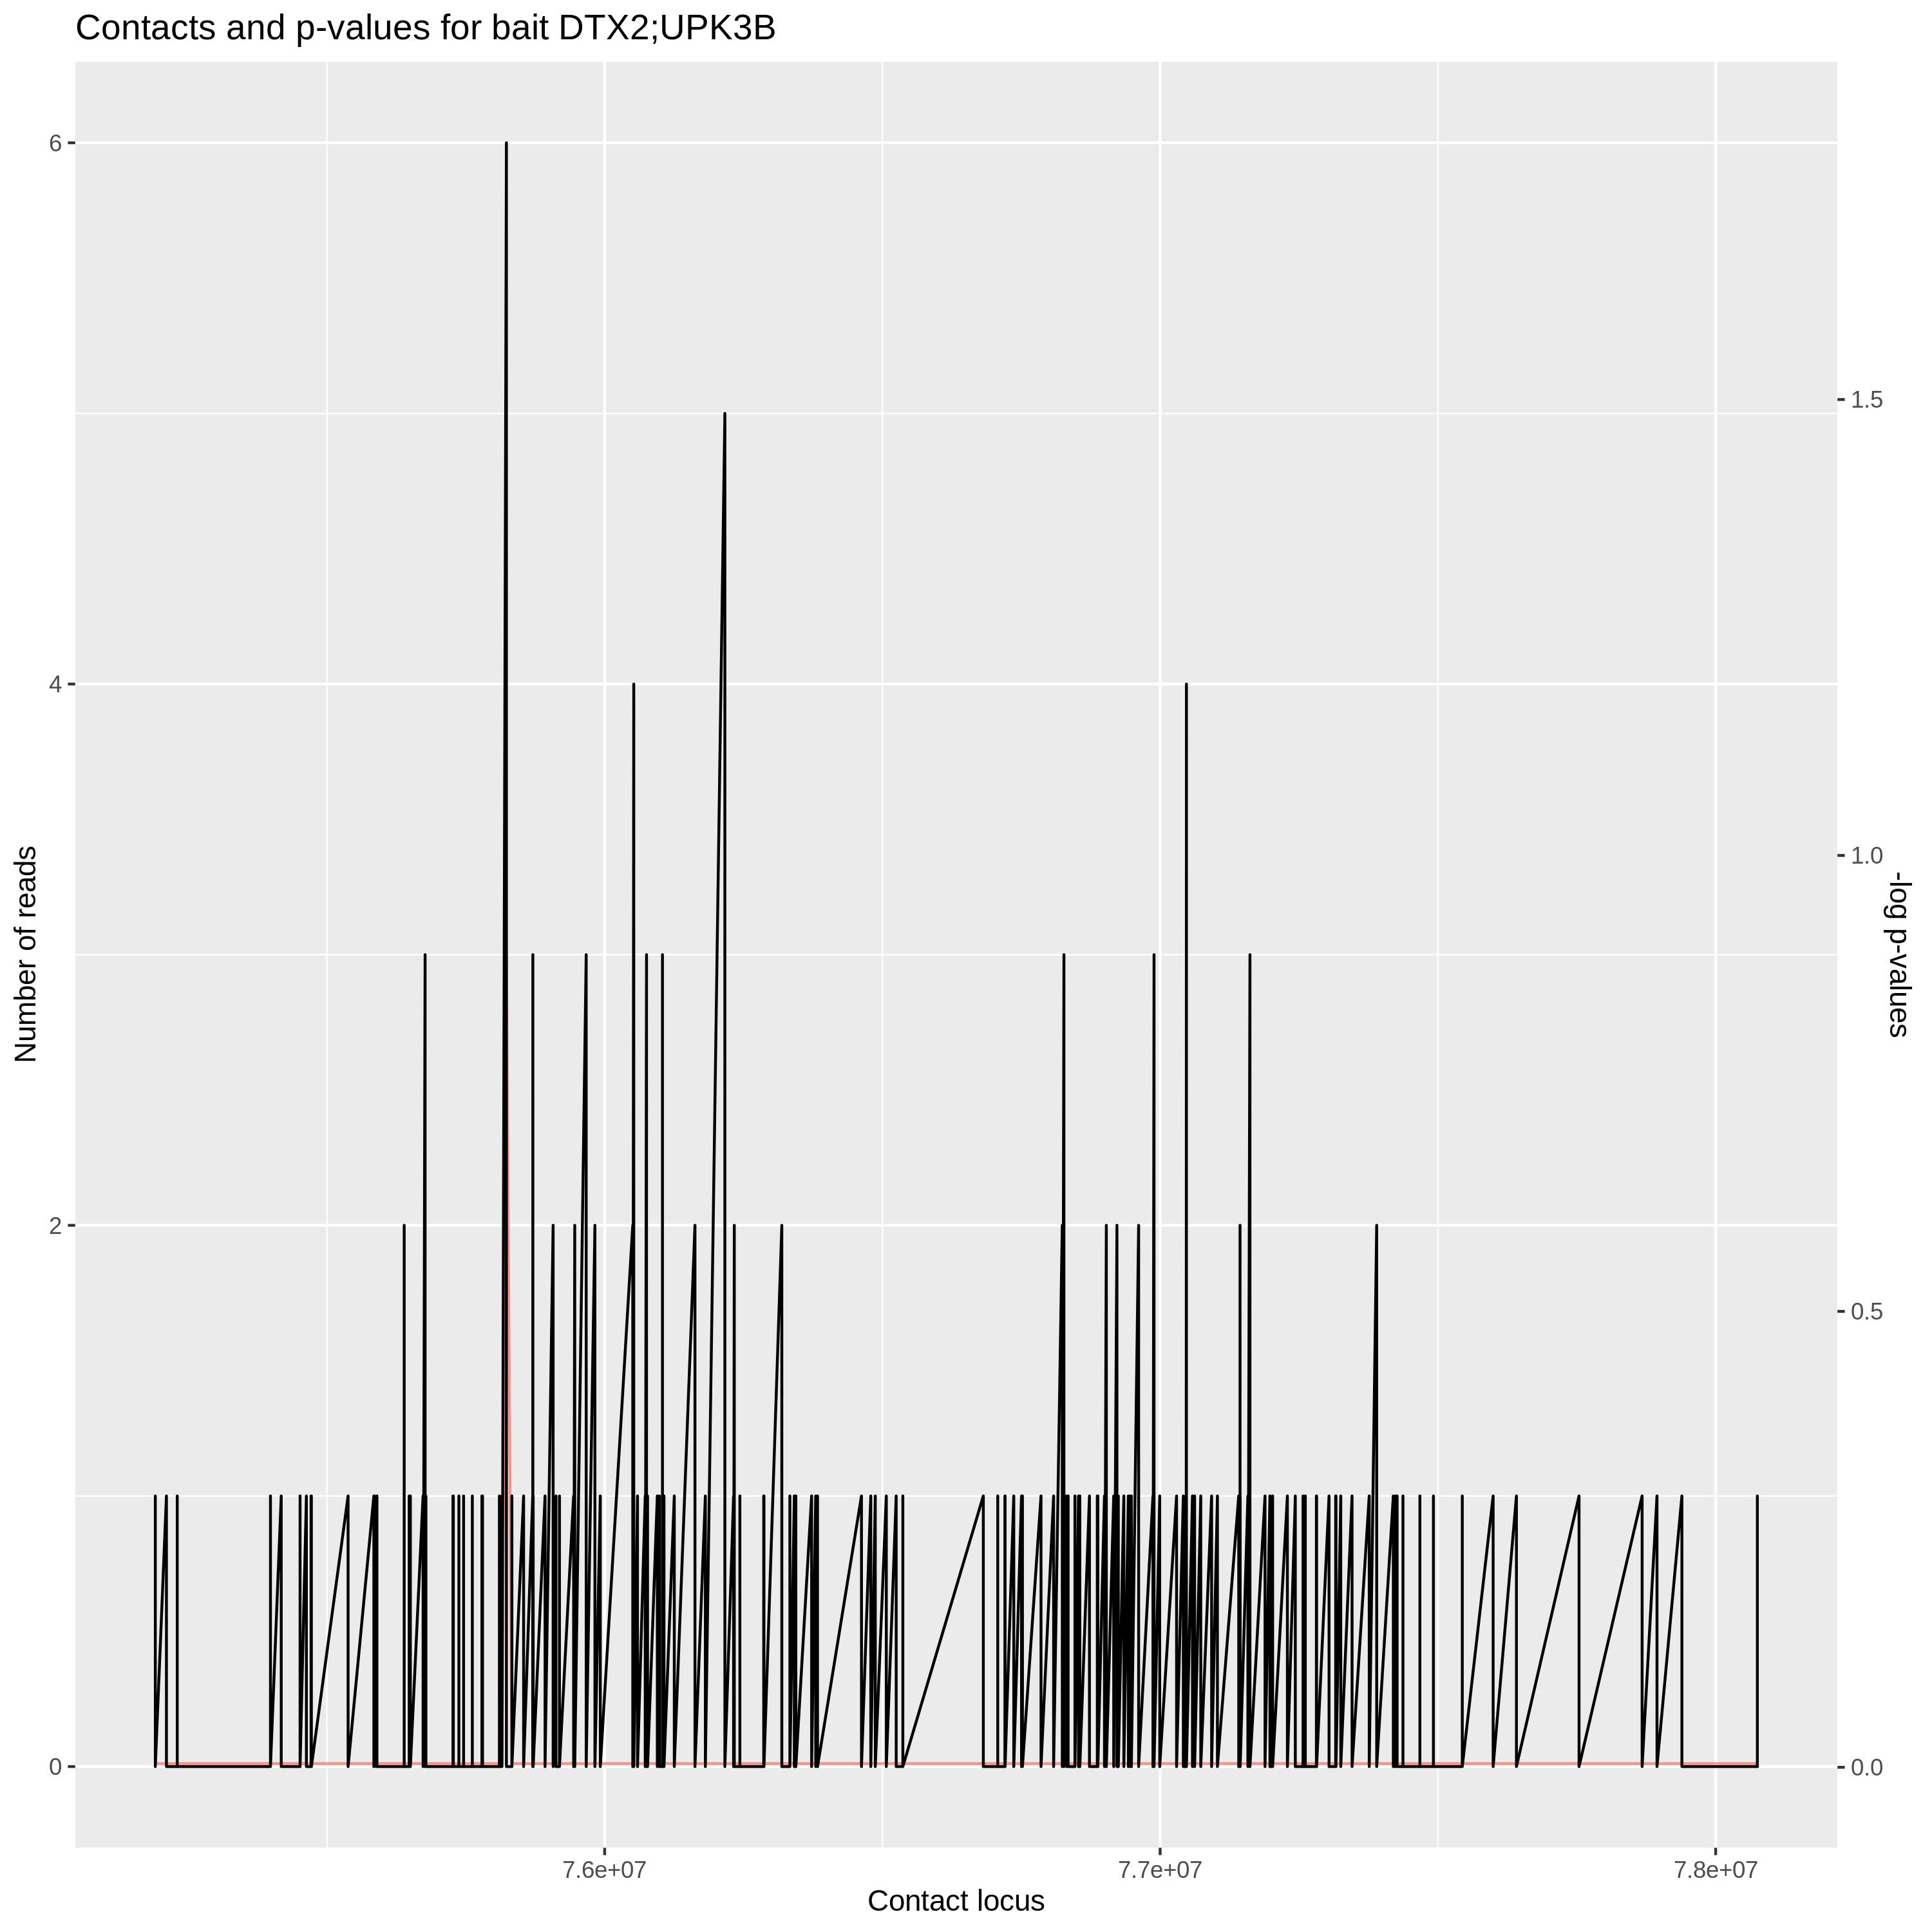 Contacts and p-values for bait DTX2;UPK3B
6
4
2
0
Number of reads
1.5
1.0
0.5
0.0
-log p-values
7.6e+07
7.7e+07
7.8e+07
Contact locus